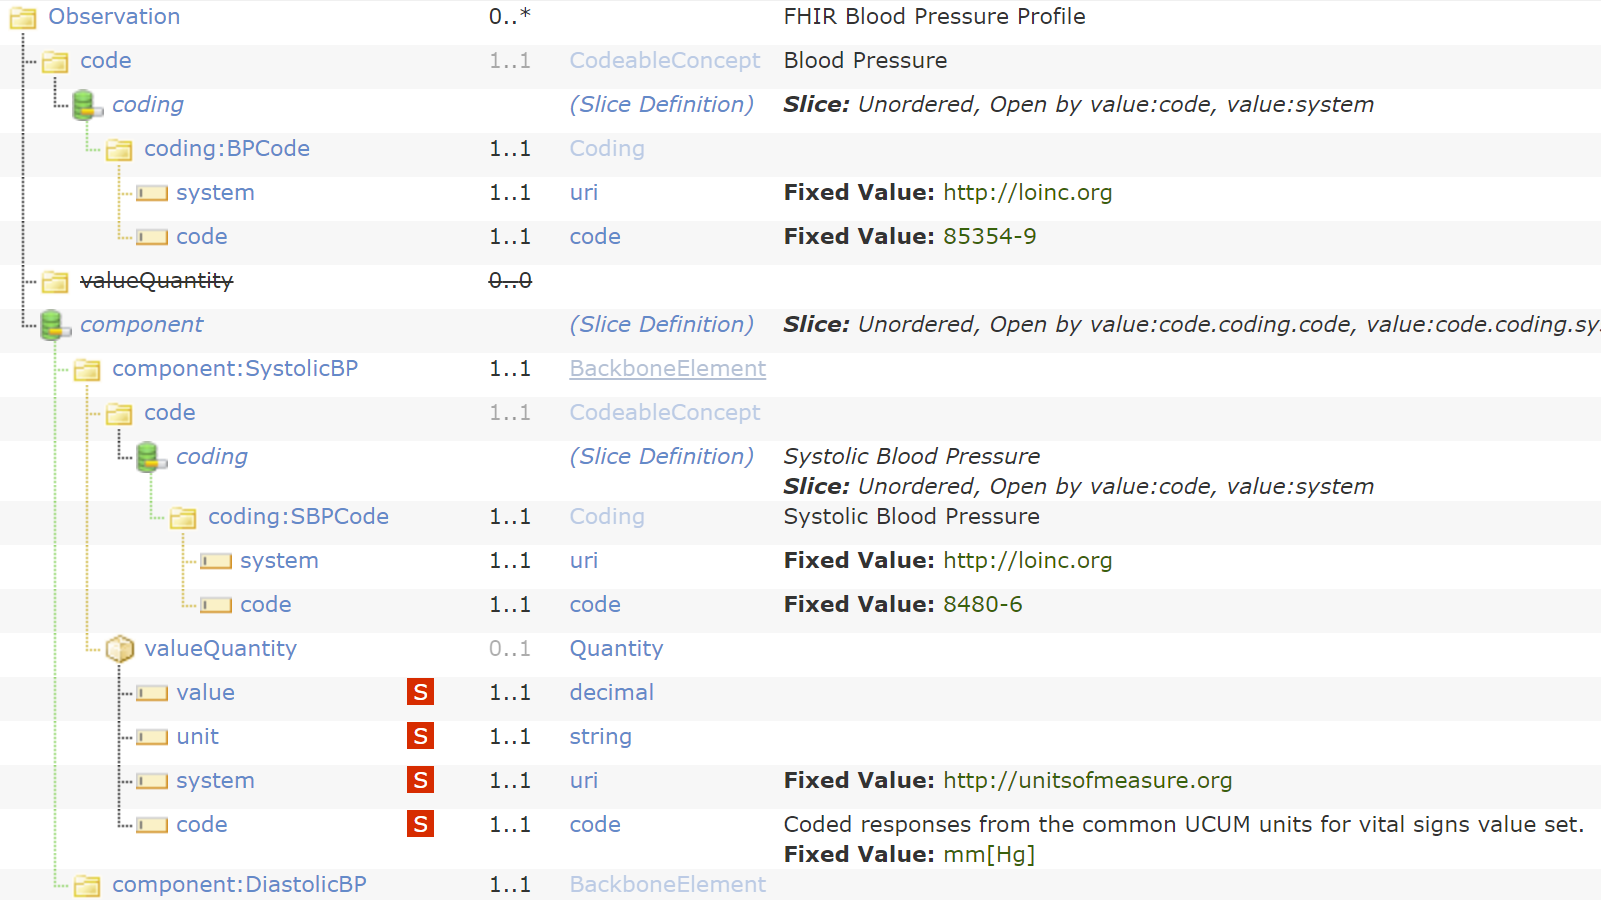 Observation 0..* FHIR Blood Pressure Profile
code 1..1 CodeableConcept Blood Pressure
coding (Slice Definition) Slice: Unordered, Open by value:code, value:system
coding:BPCode 1..1 Coding
system 1..1 uri Fixed Value: http://loinc.org
code 1..1 code Fixed Value: 85354-9
valueQuantity 0..0
component (Slice Definition) Slice: Unordered, Open by value:code.coding.code, value:code.coding.sy
component:SystolicBP 1..1 BackboneElement
code 1..1 CodeableConcept
coding (Slice Definition) Systolic Blood Pressure
Slice: Unordered, Open by value:code, value:system
coding:SBPCode 1..1 Coding Systolic Blood Pressure
system 1..1 uri Fixed Value: http://loinc.org
code 1..1 code Fixed Value: 8480-6
valueQuantity 0..1 Quantity
value S 1..1 decimal
unit S 1..1 string
system S 1..1 uri Fixed Value: http://unitsofmeasure.org
code S 1..1 code Coded responses from the common UCUM units for vital signs value set.
Fixed Value: mm[Hg]
component:DiastolicBP 1..1 BackboneElement